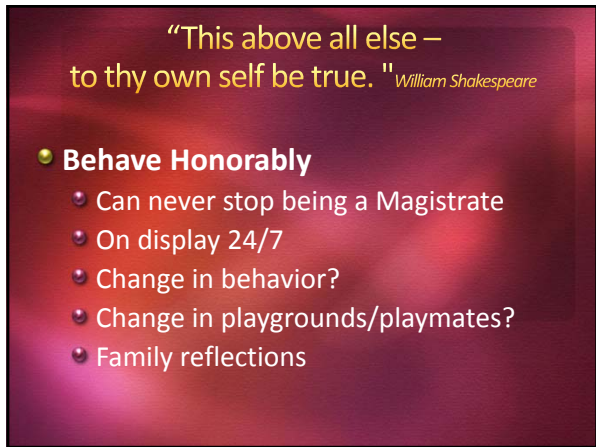 “This above all else –
to thy own self be true. "William Shakespeare
Behave Honorably
Can never stop being a Magistrate
On display 24/7
Change in behavior?
Change in playgrounds/playmates?
Family reflections